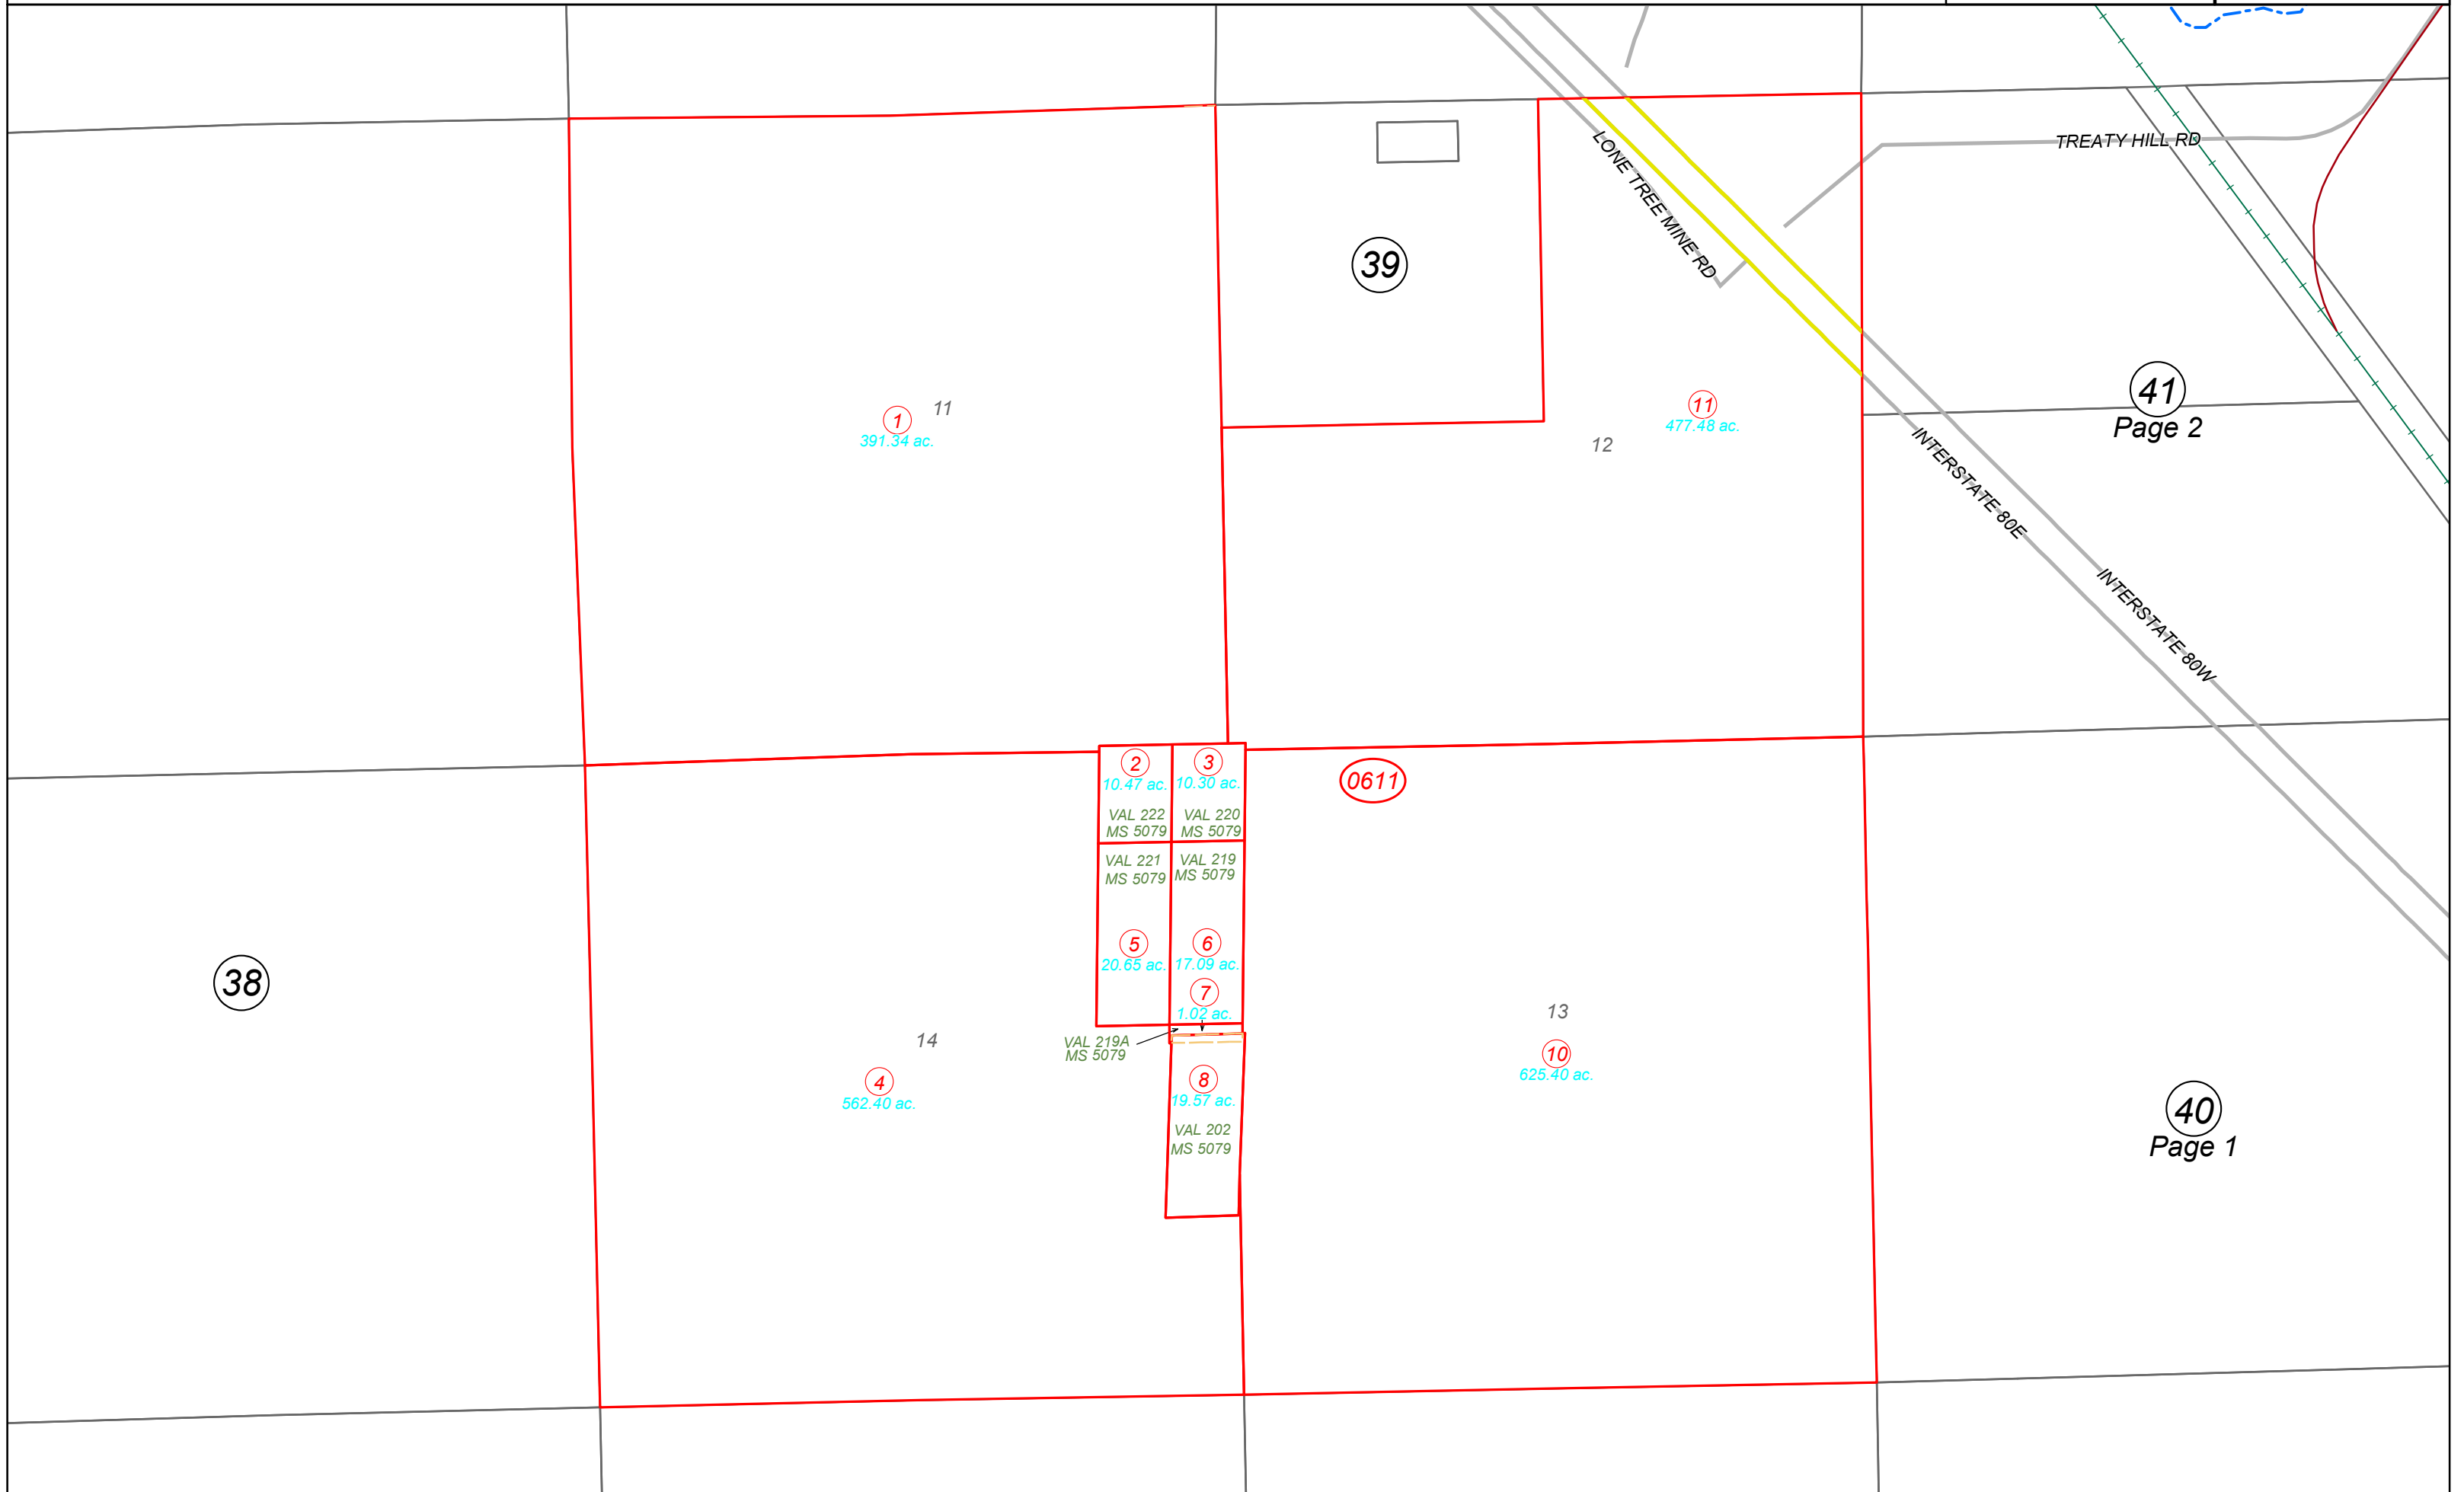 TREATY HILL RD
LONE TREE MINE RD
39
41
Page 2
1
11
391.34 ac.
11
477.48 ac.
12
INTERSTATE 80E
INTERSTATE 80W
2
10.47 ac.
3
10.30 ac.
0611
VAL 222
MS 5079
VAL 220
MS 5079
VAL 221
MS 5079
VAL 219
MS 5079
5
20.65 ac.
6
17.09 ac.
7
1.02 ac.
38
14
VAL 219A
MS 5079
13
10
625.40 ac.
4
562.40 ac.
8
19.57 ac.
VAL 202
MS 5079
40
Page 1